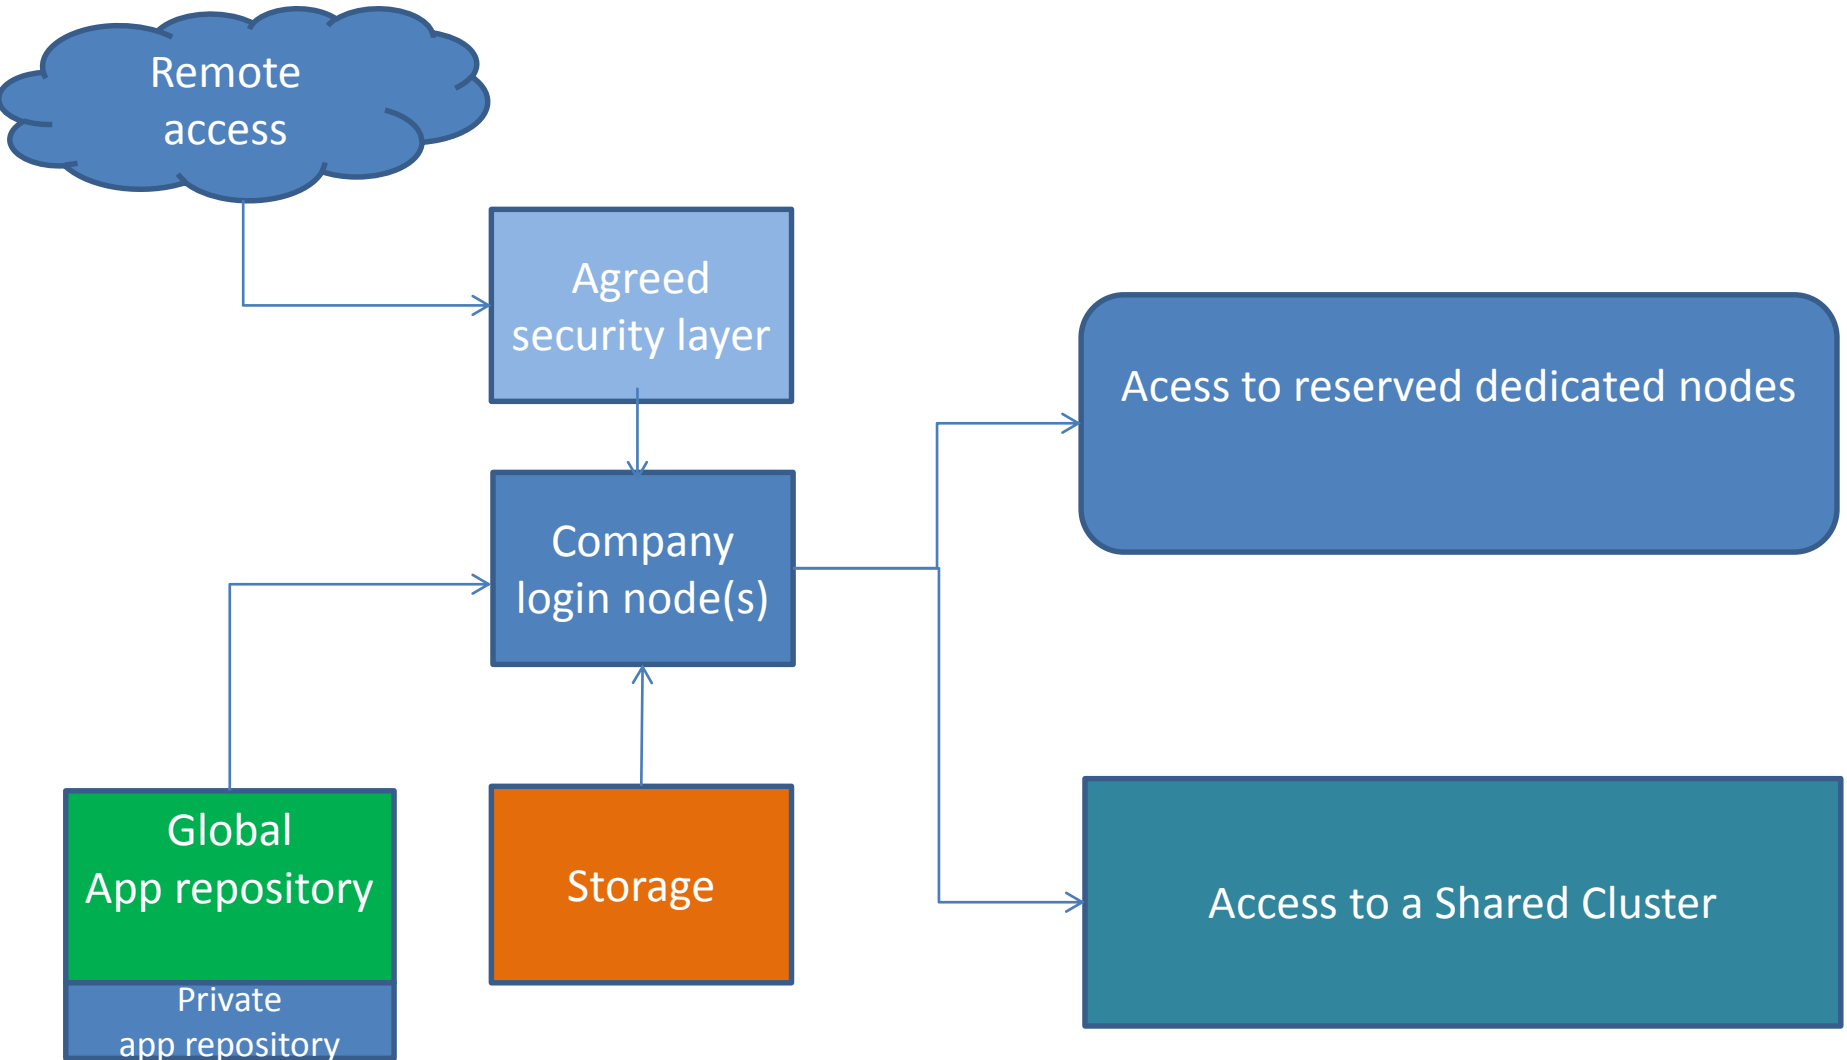 Remote
access
Agreed
security layer
Acess to reserved dedicated nodes
Company
login node(s)
Global
App repository
Storage
Access to a Shared Cluster
Private
app repository